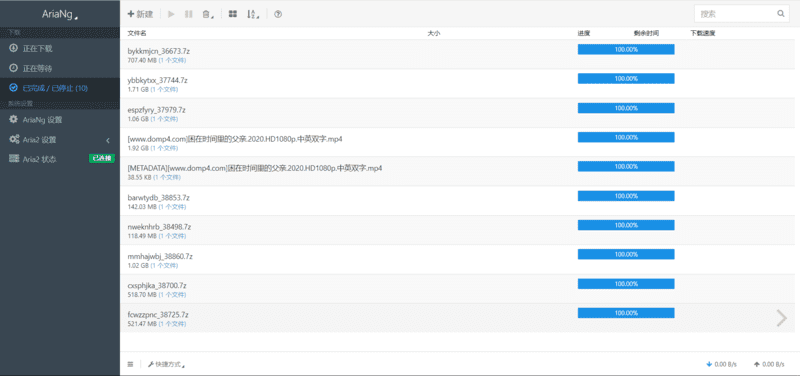 AriaNg
新建
搜索
下载
正在下载
正在等待
已完成 / 已停止 (10)
系统设置
AriaNg 设置
Aria2 设置
Aria2 状态 已连接
文件名 大小 进度 剩余时间 下载速度
bykkmjcn_36673.7z
707.40 MB (1 个文件)
100.00%
ybbkytxx_37744.7z
1.71 GB (1 个文件)
100.00%
espzfyry_37979.7z
1.06 GB (1 个文件)
100.00%
[www.domp4.com]困在时间里的父亲.2020.HD1080p.中英双字.mp4
1.92 GB (1 个文件)
100.00%
[METADATA][www.domp4.com]困在时间里的父亲.2020.HD1080p.中英双字.mp4
38.55 KB (1 个文件)
100.00%
barwtydb_38853.7z
142.03 MB (1 个文件)
100.00%
nweknhrb_38498.7z
118.49 MB (1 个文件)
100.00%
mmhajwbj_38860.7z
1.02 GB (1 个文件)
100.00%
cxsphjka_38700.7z
518.70 MB (1 个文件)
100.00%
fcwzzpnc_38725.7z
521.47 MB (1 个文件)
100.00%
快捷方式 0.00 B/s 0.00 B/s